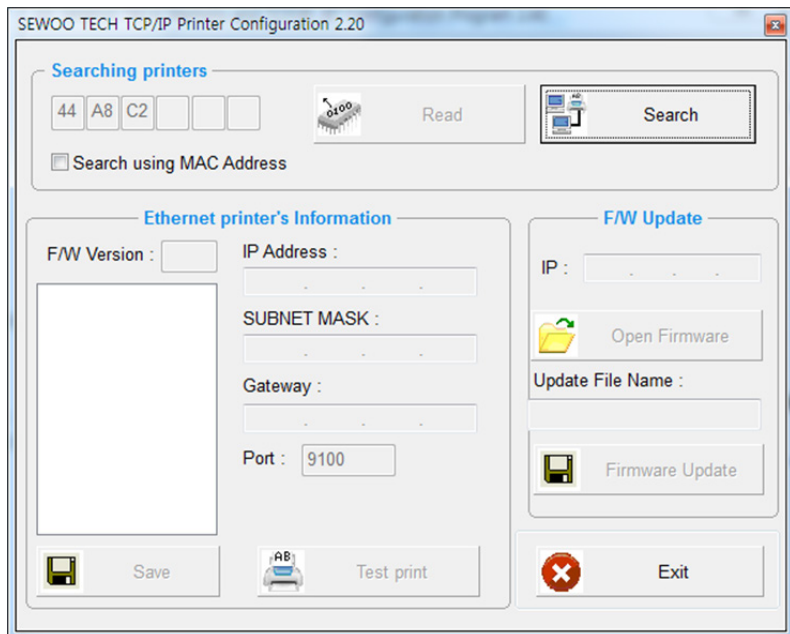 SEWOO TECH TCP/IP Printer Configuration 2.20
Searching printers
44 A8 C2
Read
Search
Search using MAC Address
Ethernet printer's Information
F/W Version :
IP Address :
. . .
SUBNET MASK :
. . .
Gateway :
. . .
Port : 9100
Save
AB
Test print
F/W Update
IP : . . .
Open Firmware
Update File Name :
Firmware Update
Exit